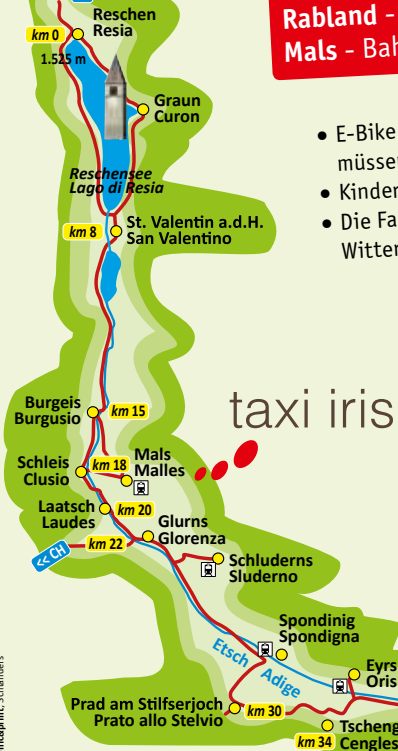 Reschen
Resia
km 0
1.525 m
Rabland -
Mals - Bah
Graun
Curon
• E-Bike
müssen
• Kinder
• Die Fa
Witter
Reschensee
Lago di Resia
km 8
St. Valentin a.d.H.
San Valentino
Burgeis
Burgusio
km 15
taxi iris
Schleis
Clusio
km 18
Mals
Malles
Laatsch
Laudes
km 20
Glurns
Glorenza
km 22
<< CH
Schluderns
Sluderno
Spondinig
Spondigna
Etsch Adige
Eyrs
Oris
Prad am Stilfserjoch
Prato allo Stelvio
km 30
Tscheng
Cengles
km 34